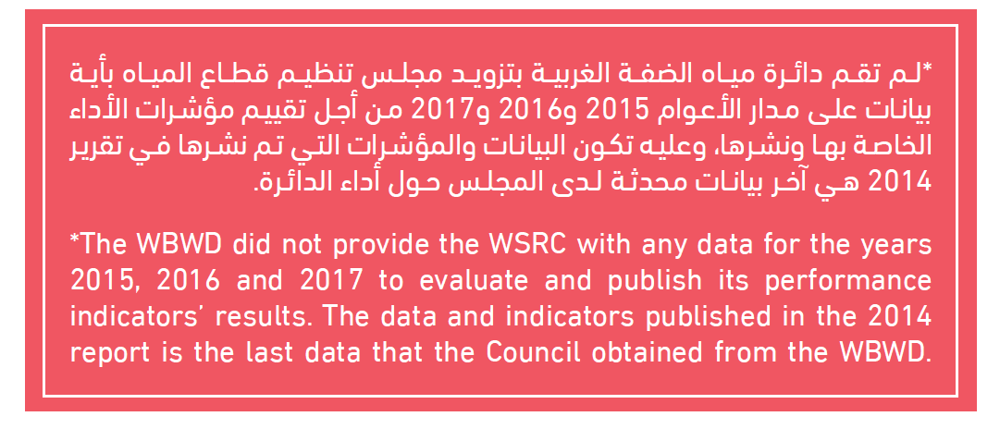 *لم تقم دائرة مياه الضفة الغربية بتزويد مجلس تنظيم قطاع المياه بأية
بيانات على مدار الأعوام 2015 و2016 و2017 من أجل تقييم مؤشرات الأداء
الخاصة بها ونشرها، وعليه تكون البيانات والمؤشرات التي تم نشرها في تقرير
2014 هي آخر بيانات محدثة لدى المجلس حول أداء الدائرة.
*The WBWD did not provide the WSRC with any data for the years
2015, 2016 and 2017 to evaluate and publish its performance
indicators’ results. The data and indicators published in the 2014
report is the last data that the Council obtained from the WBWD.